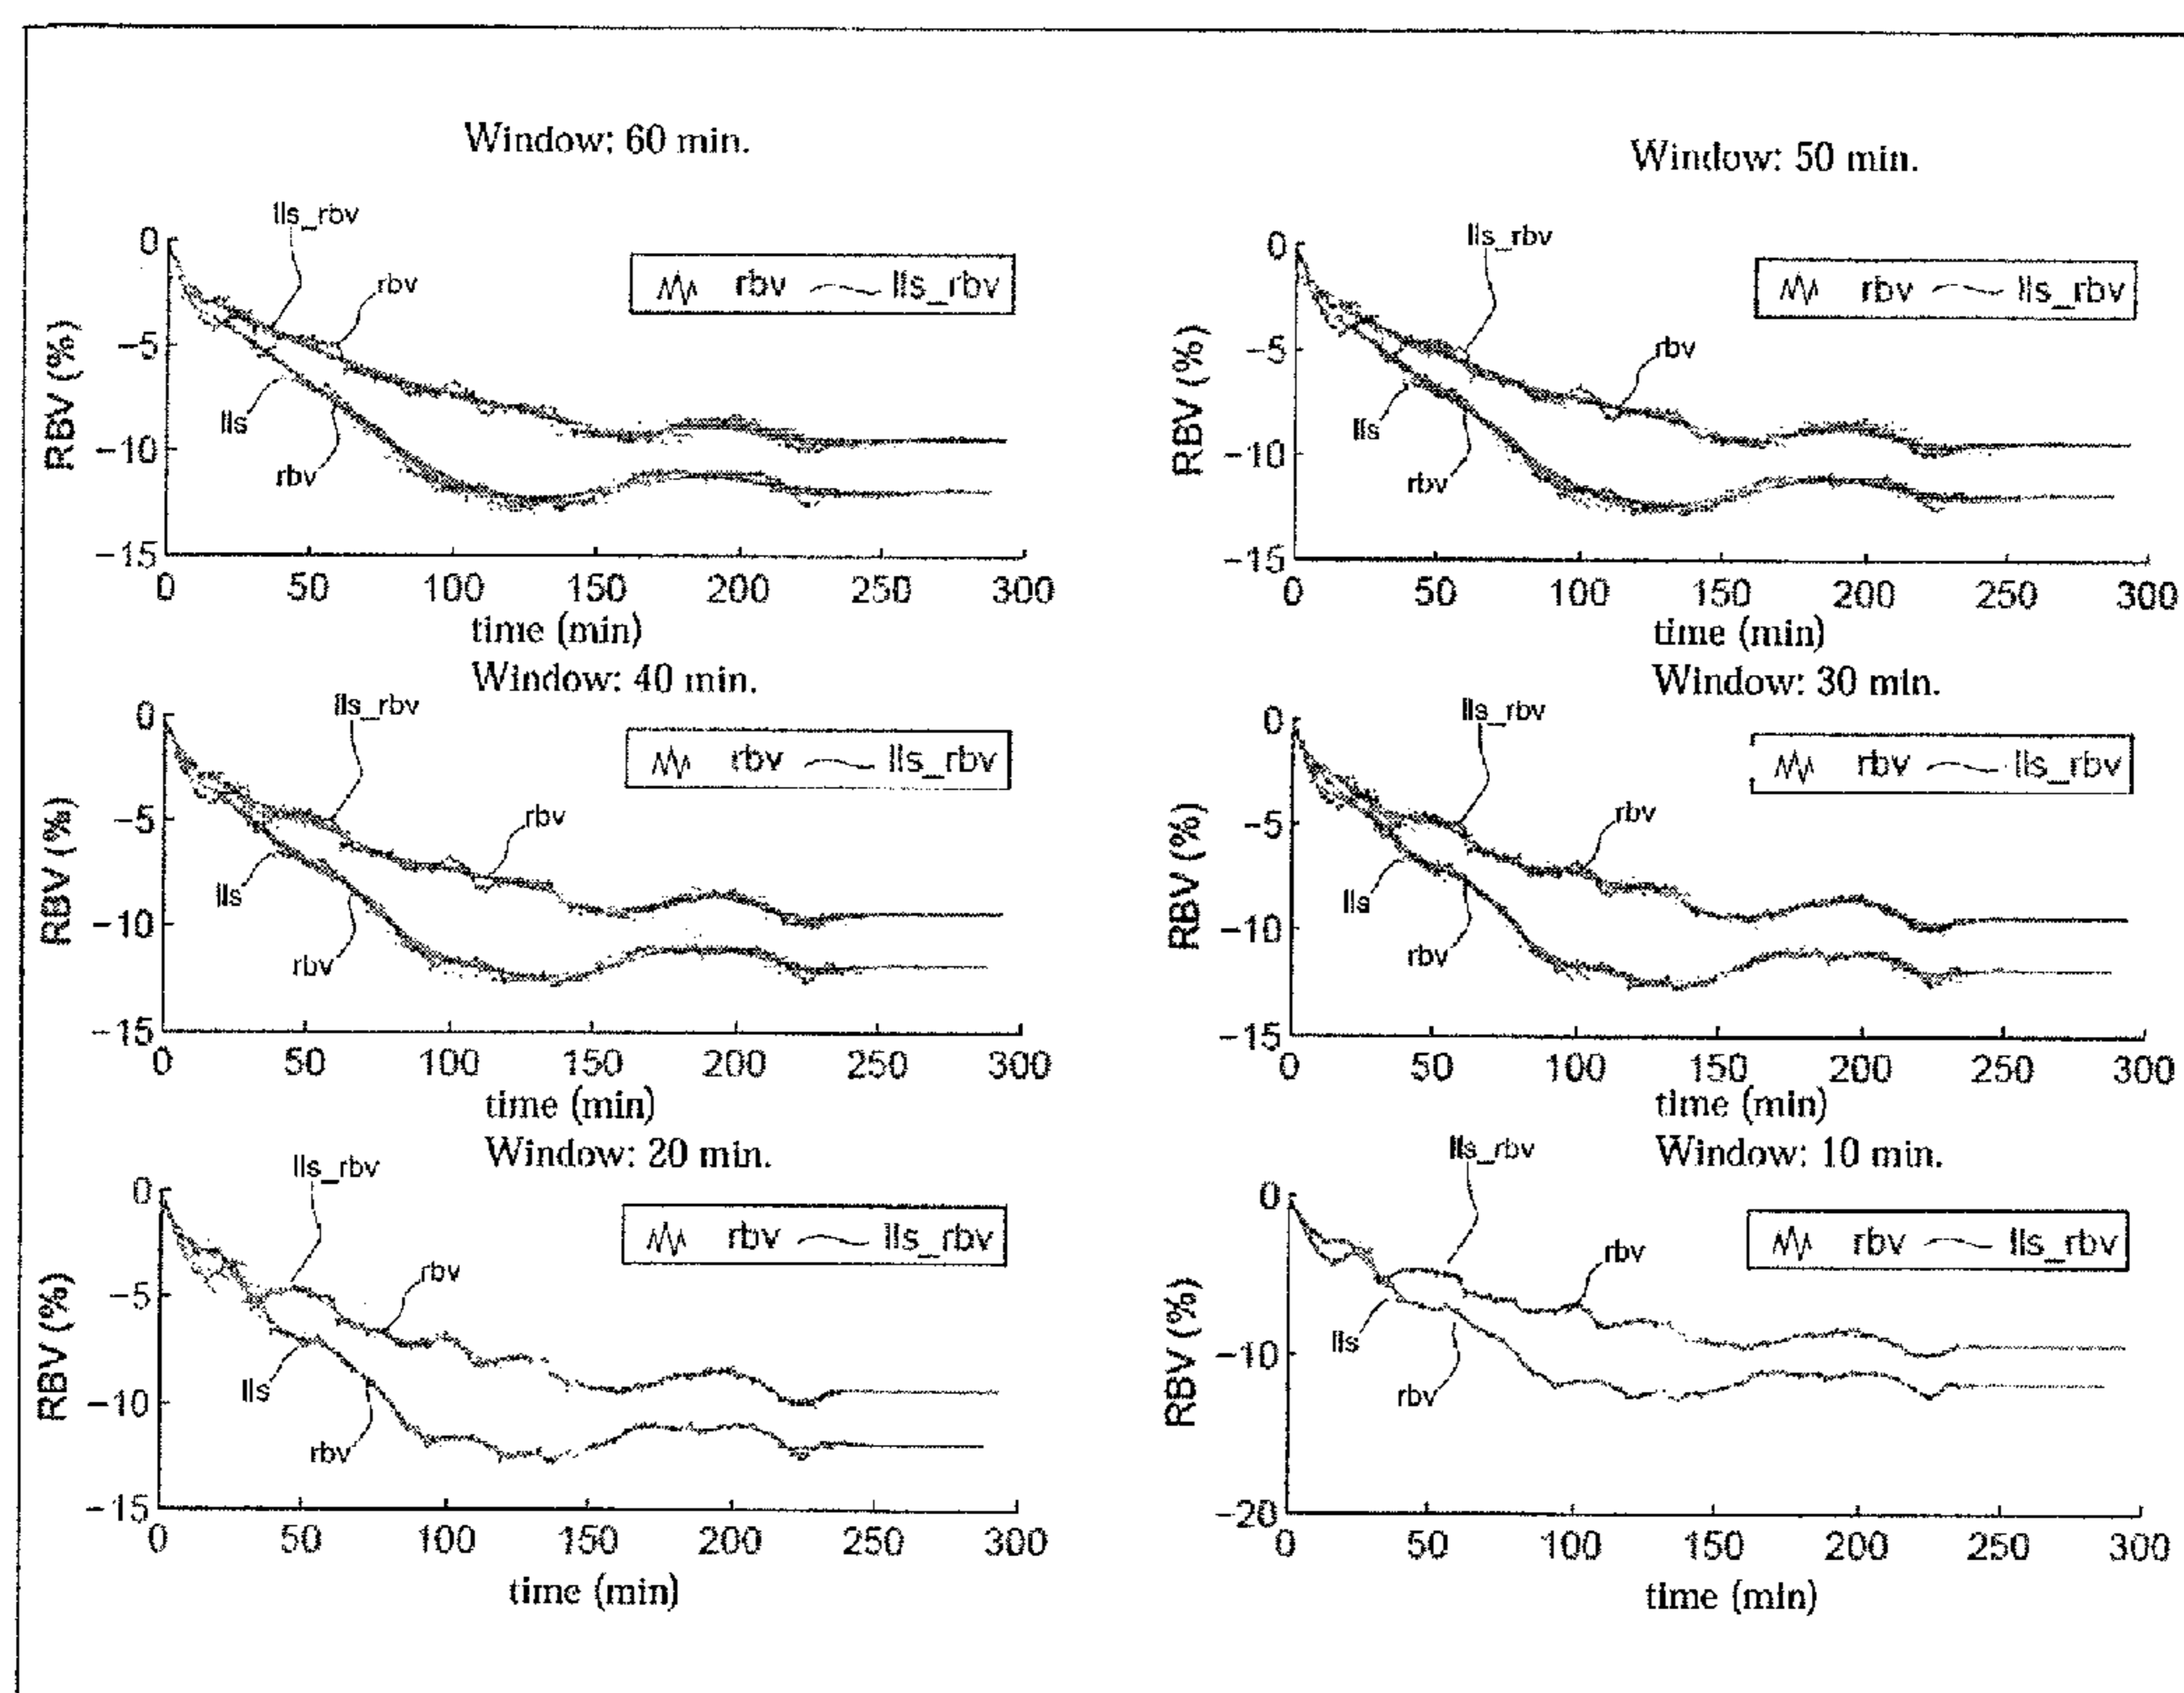 Window: 60 min.
lls_rbv
rbv
rbv lls_rbv
0
−5
−10
−15
RBV (%)
lls
rbv
0 50 100 150 200 250 300
time (min)
Window: 50 min.
lls_rbv
rbv
rbv lls_rbv
0
−5
−10
−15
RBV (%)
lls
rbv
0 50 100 150 200 250 300
time (min)
Window: 40 min.
lls_rbv
rbv
rbv lls_rbv
0
−5
−10
−15
RBV (%)
lls
rbv
0 50 100 150 200 250 300
time (min)
Window: 30 min.
lls_rbv
rbv
rbv lls_rbv
0
−5
−10
−15
RBV (%)
lls
rbv
0 50 100 150 200 250 300
time (min)
Window: 20 min.
lls_rbv
rbv
rbv lls_rbv
0
−5
−10
−15
RBV (%)
lls
rbv
0 50 100 150 200 250 300
time (min)
Window: 10 min.
lls_rbv
rbv
rbv lls_rbv
0
−10
−20
RBV (%)
lls
rbv
0 50 100 150 200 250 300
time (min)